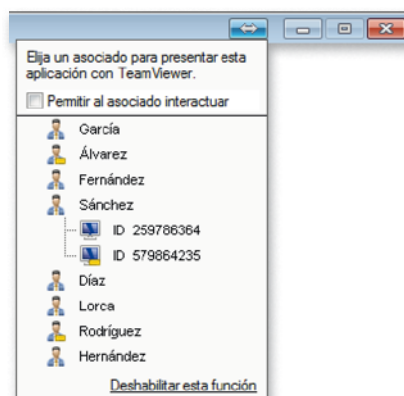 Elija un asociado para presentar esta
aplicación con TeamViewer.
Permitir al asociado interactuar
García
Álvarez
Fernández
Sánchez
ID 259786364
ID 579864235
Díaz
Lorca
Rodríguez
Hernández
Deshabilitar esta función